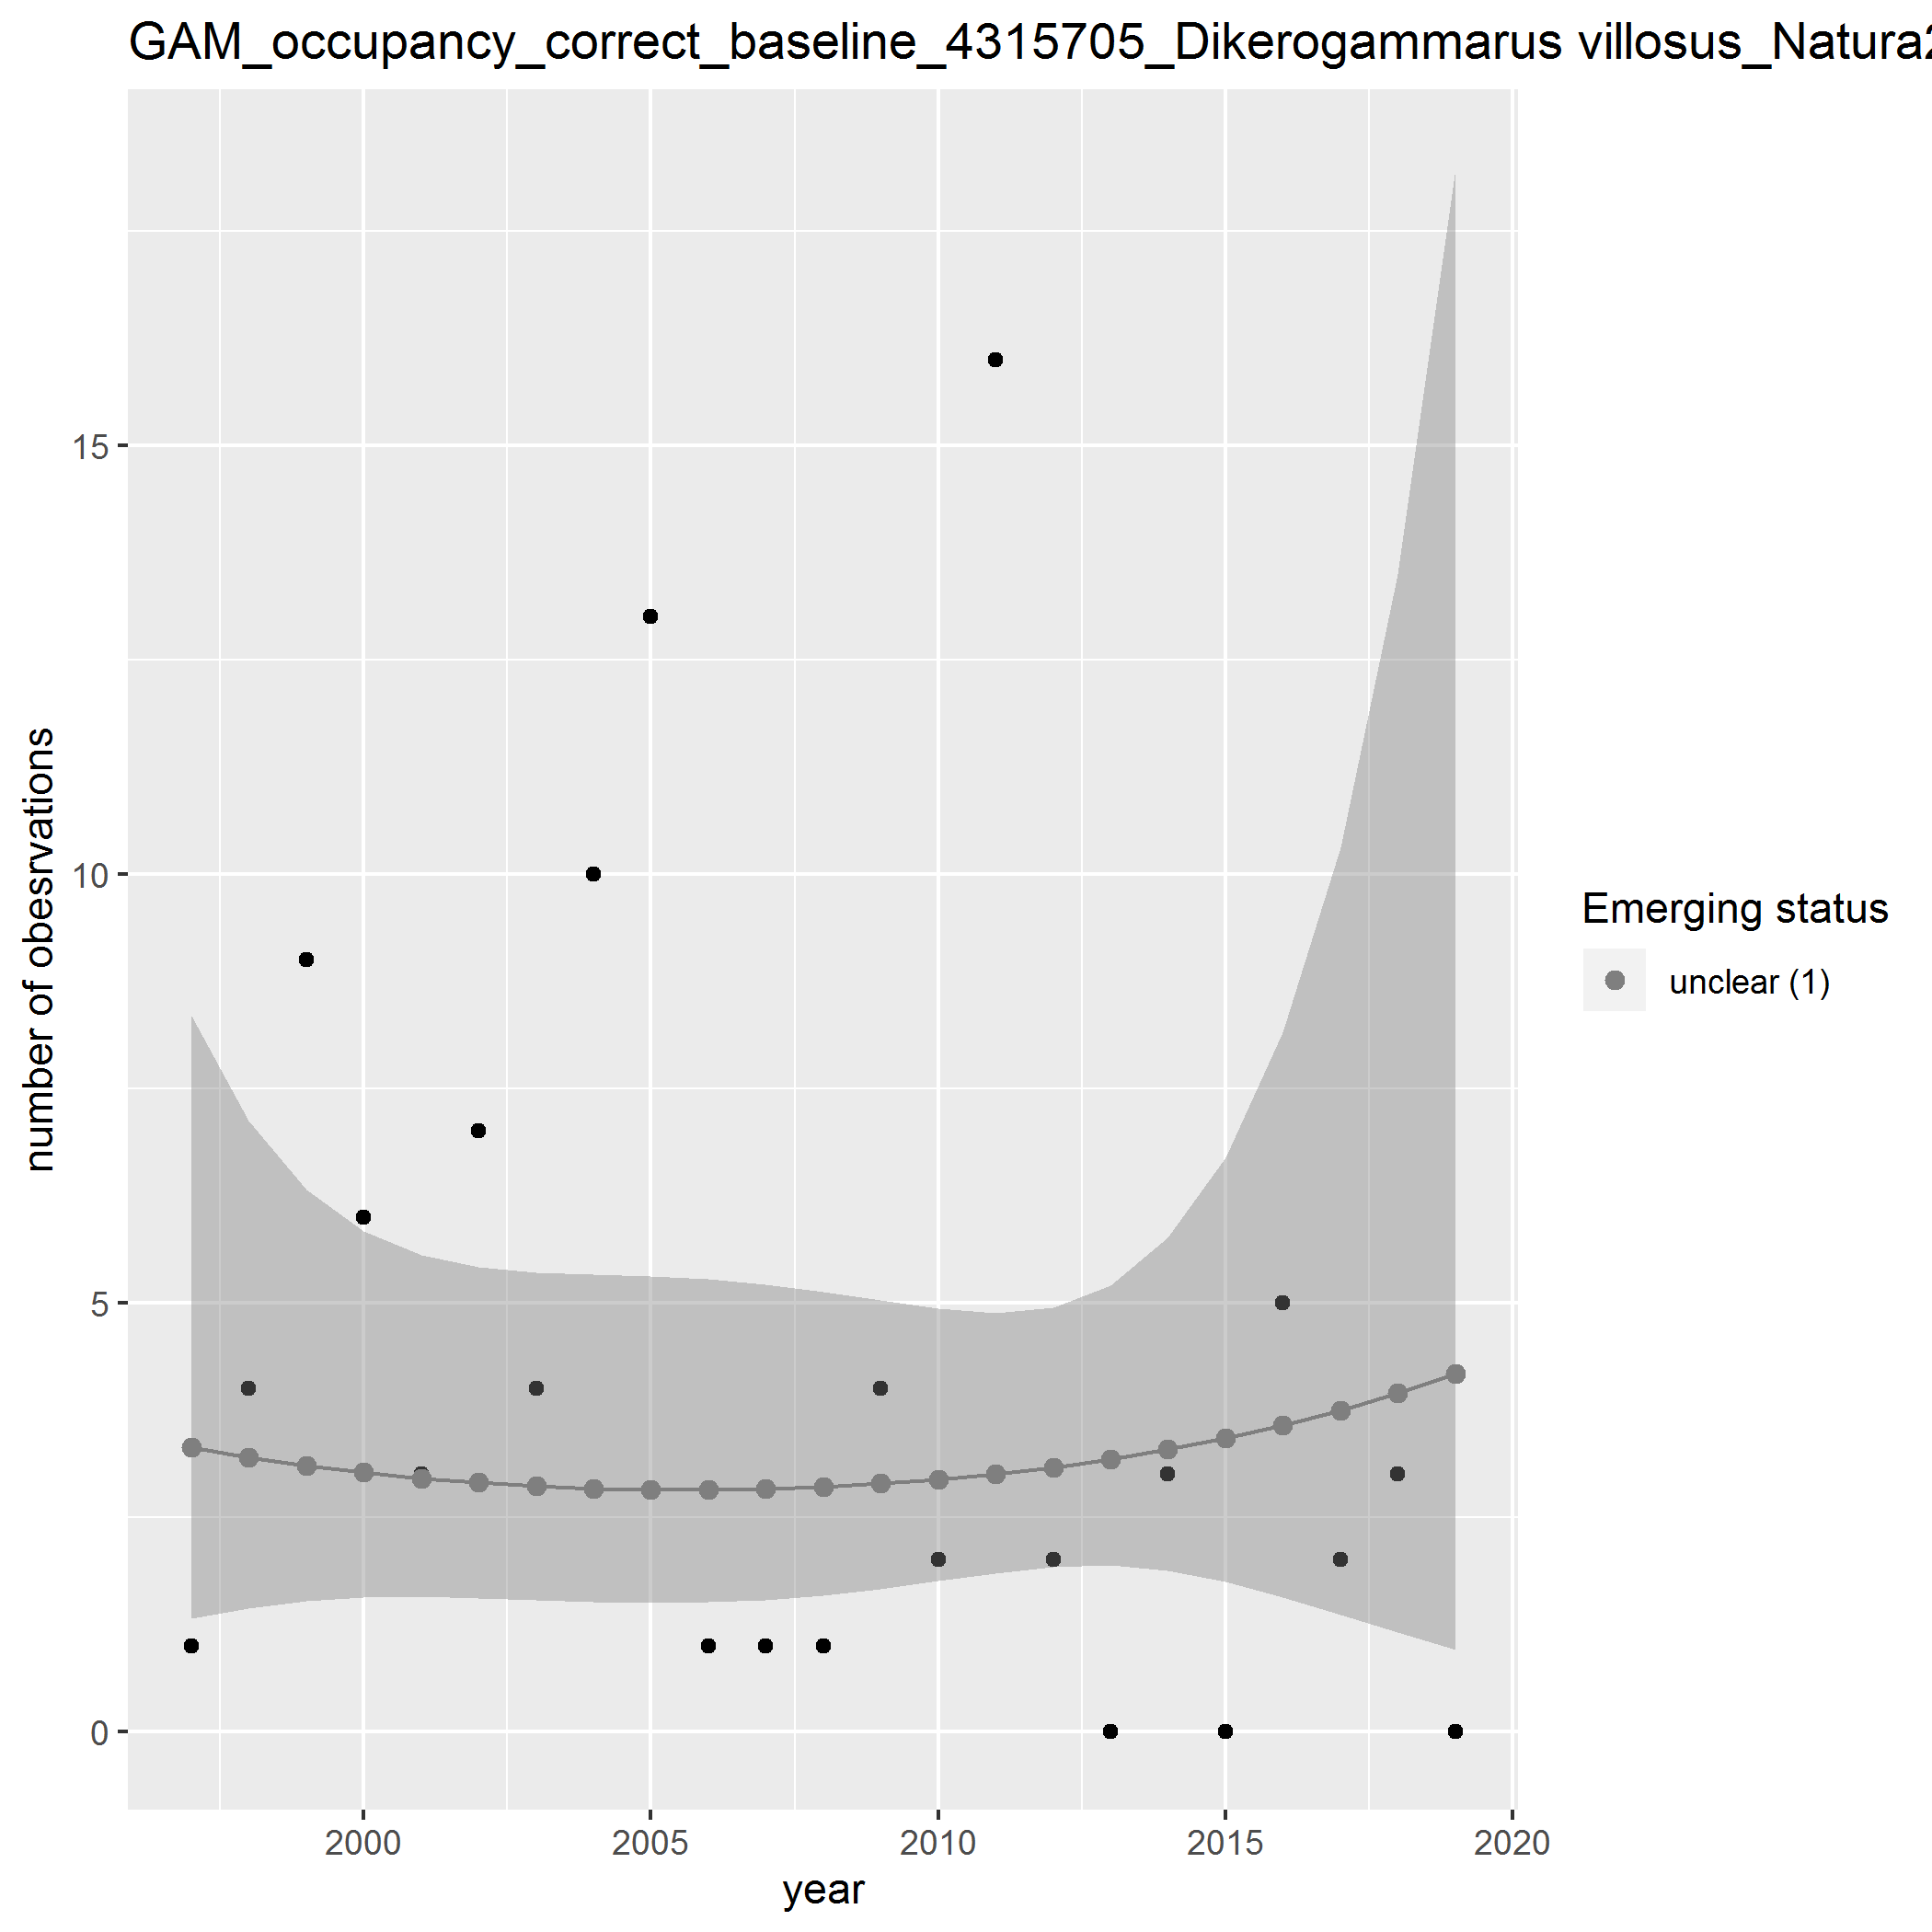 GAM_occupancy_correct_baseline_4315705_Dikerogammarus villosus_Natura2
number of obesrvations
15
10
5
0
2000 2005 2010 2015 2020
year
Emerging status
unclear (1)